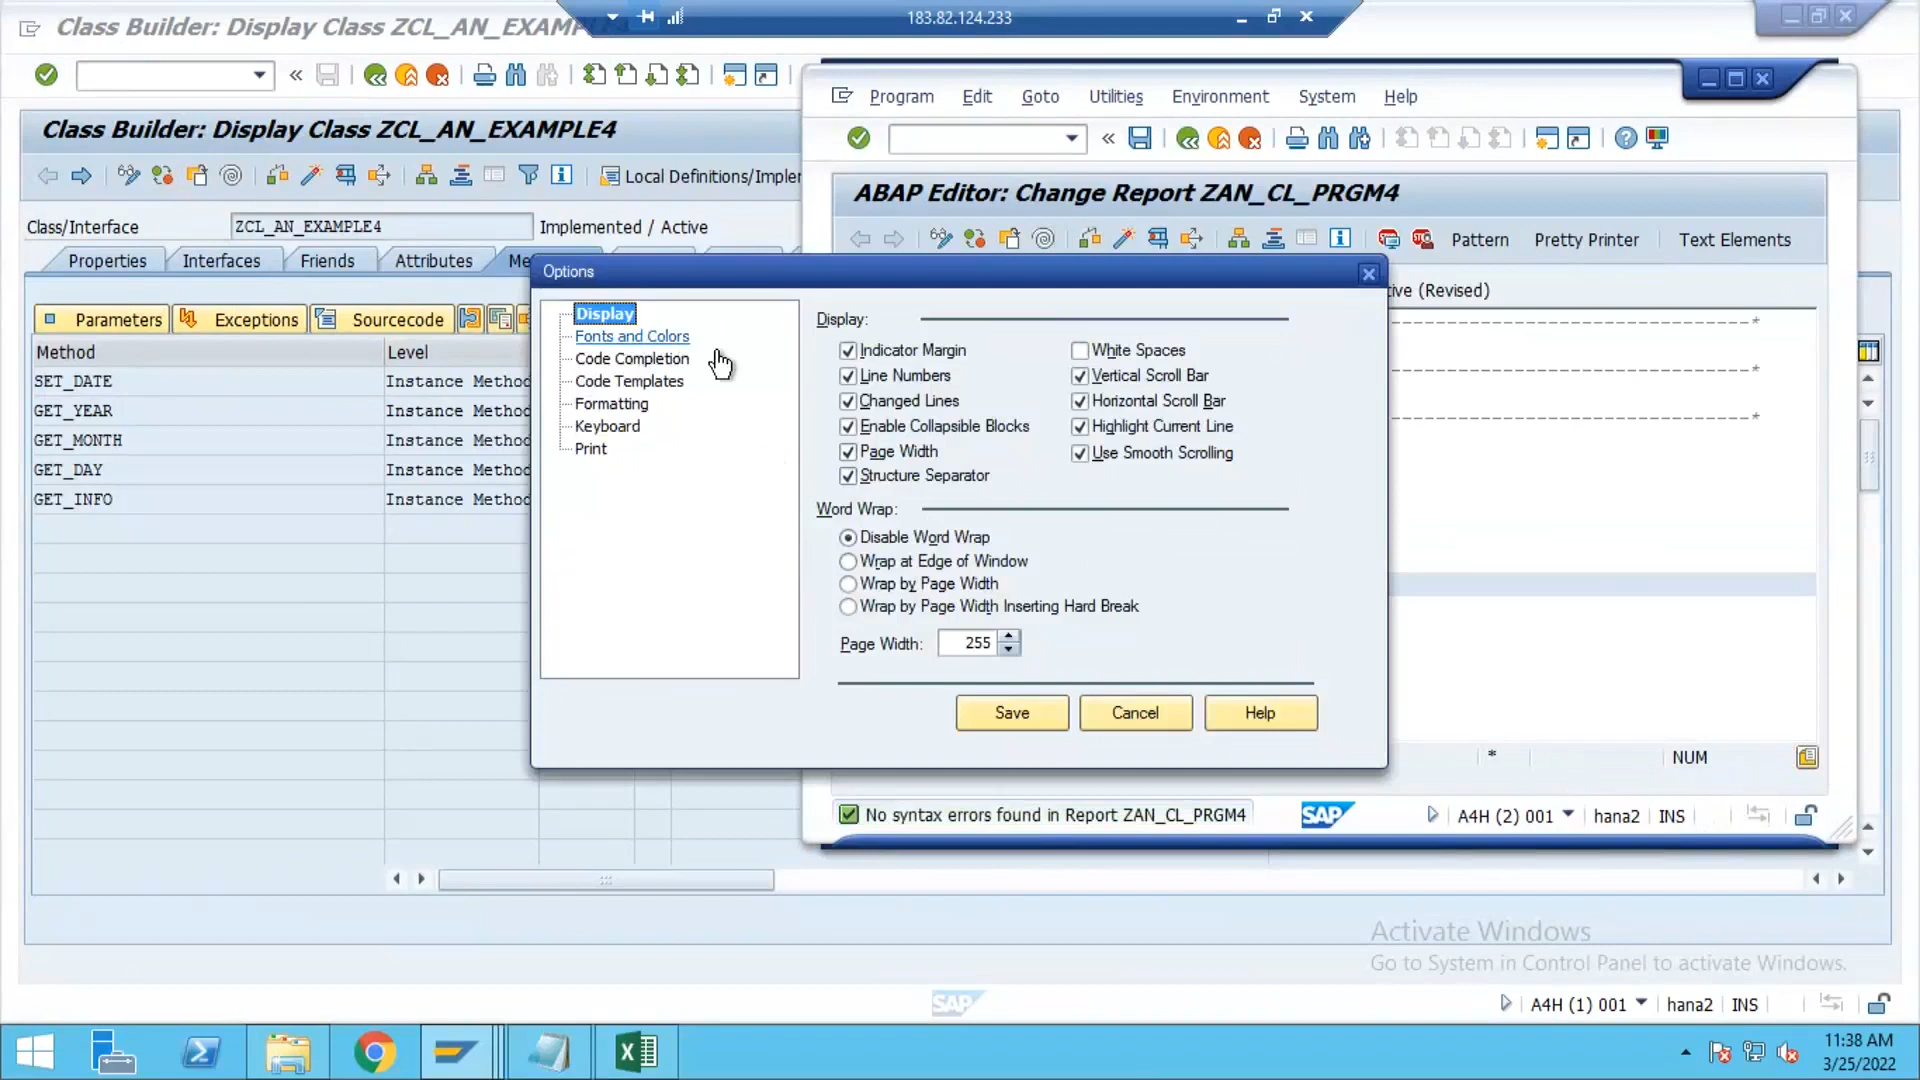 Class Builder: Display Class ZCL_AN_EXAMP
183.82.124.233
Class Builder: Display Class ZCL_AN_EXAMPLE4
Local Definitions/Impler
Class/Interface
ZCL_AN_EXAMPLE4
Implemented / Active
Properties
Interfaces
Friends
Attributes
Me
Parameters
Exceptions
Sourcecode
Method
Level
SET_DATE
Instance Method
GET_YEAR
Instance Method
GET_MONTH
Instance Method
GET_DAY
Instance Method
GET_INFO
Instance Method
Program
Edit
Goto
Utilities
Environment
System
Help
ABAP Editor: Change Report ZAN_CL_PRGM4
Pattern
Pretty Printer
Text Elements
tive (Revised)
Options
Display
Fonts and Colors
Code Completion
Code Templates
Formatting
Keyboard
Print
Display:
Indicator Margin
White Spaces
Line Numbers
Vertical Scroll Bar
Changed Lines
Horizontal Scroll Bar
Enable Collapsible Blocks
Highlight Current Line
Page Width
Use Smooth Scrolling
Structure Separator
Word Wrap:
Disable Word Wrap
Wrap at Edge of Window
Wrap by Page Width
Wrap by Page Width Inserting Hard Break
Page Width:
255
Save
Cancel
Help
*
NUM
No syntax errors found in Report ZAN_CL_PRGM4
SAP
A4H (2) 001
hana2
INS
Activate Windows
Go to System in Control Panel to activate Windows.
SAP
A4H (1) 001
hana2
INS
11:38 AM
3/25/2022